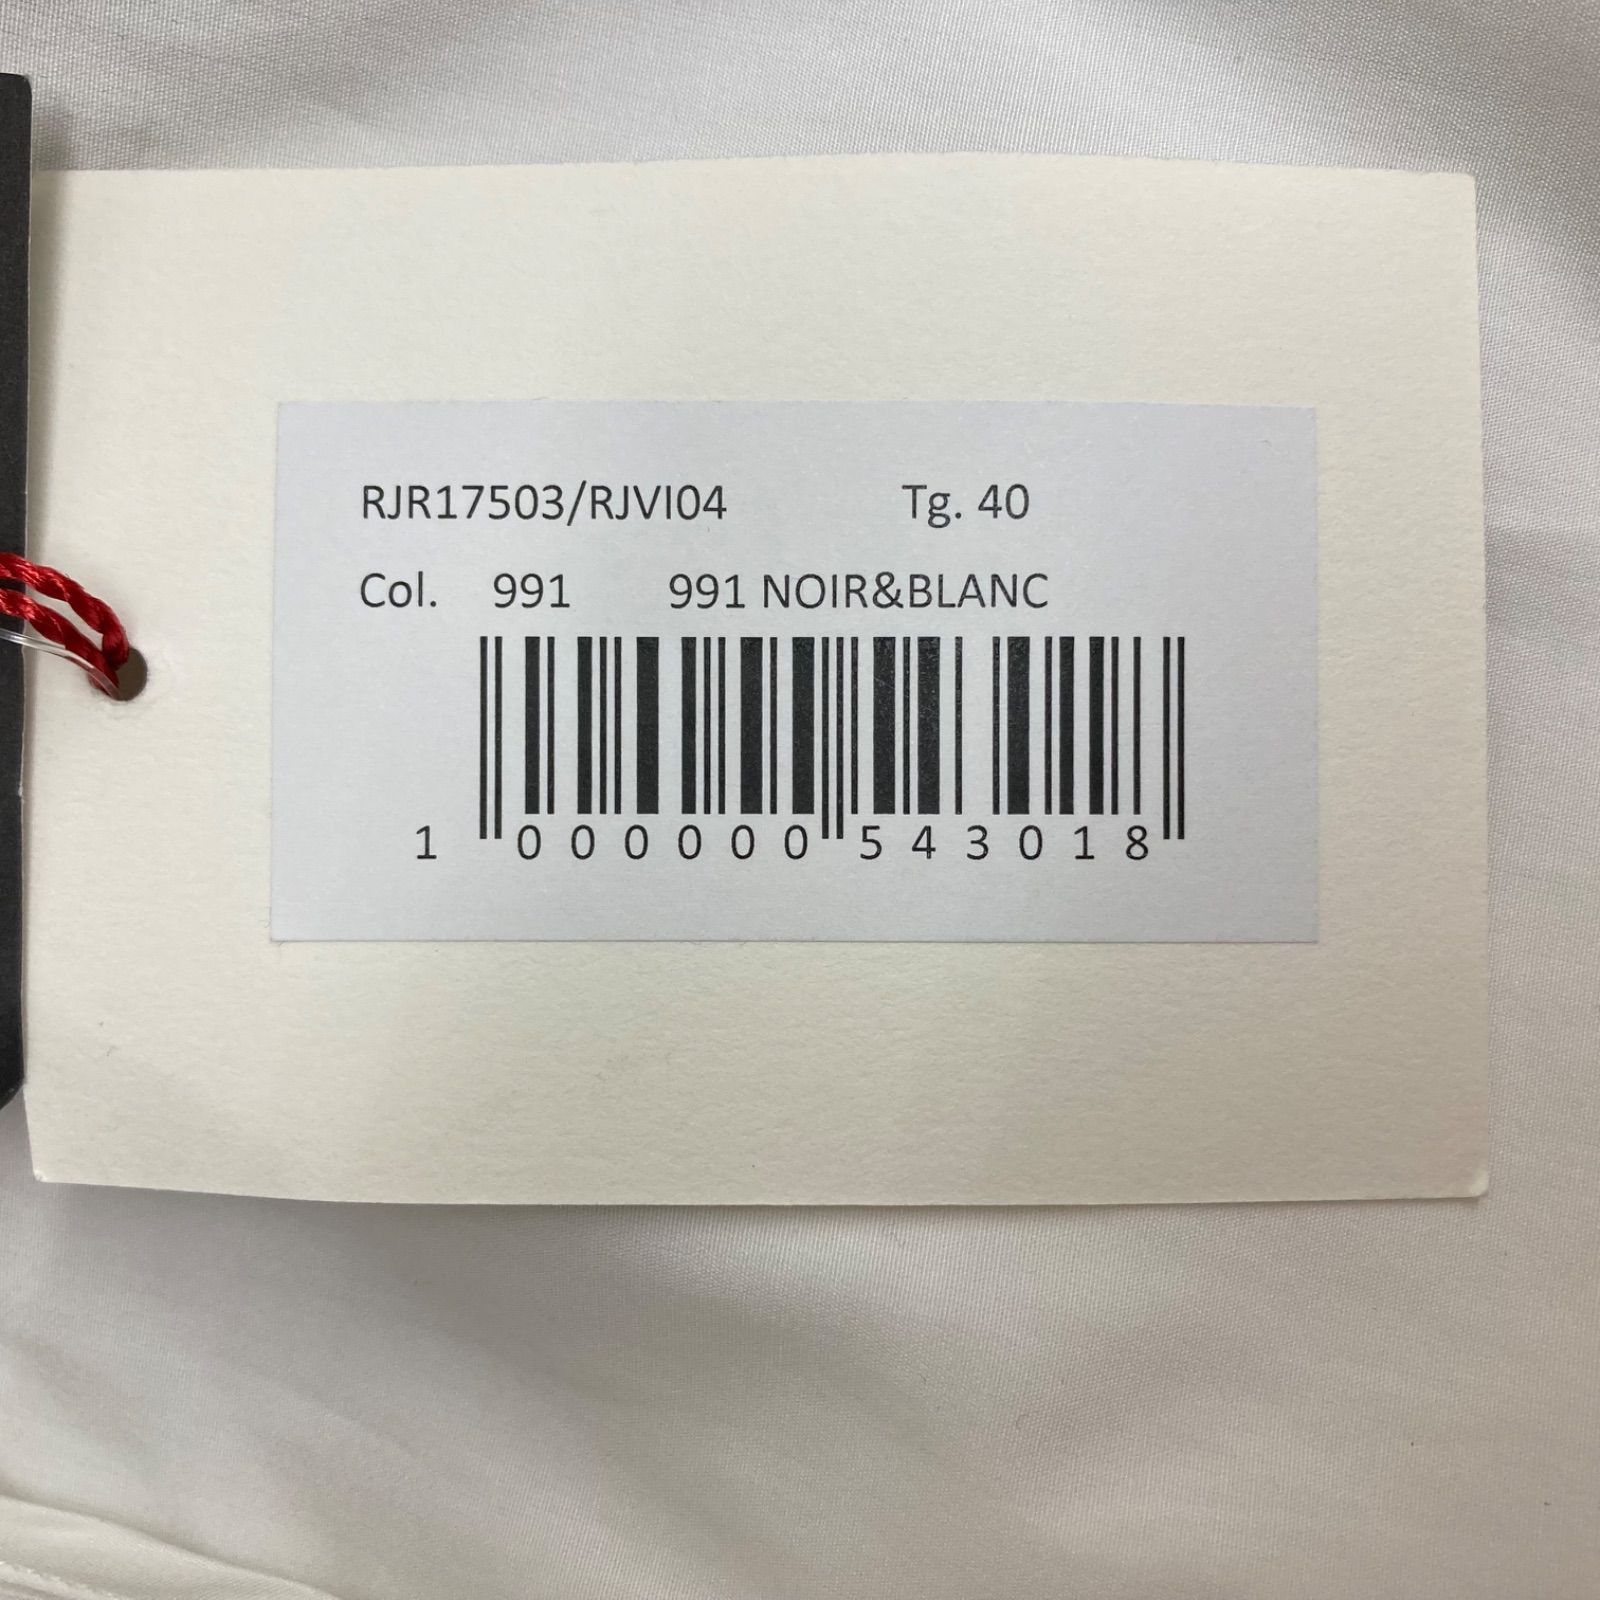 RJR17503/RJVI04 Tg. 40
Col. 991 991 NOIR&BLANC
1 000000 543018